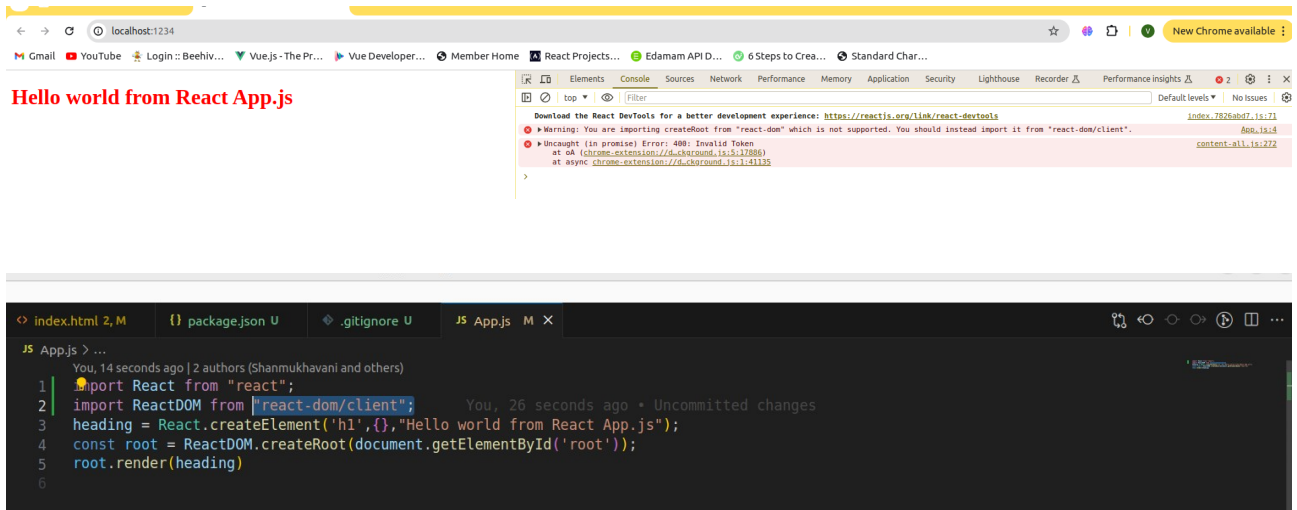 localhost:1234
New Chrome available
Gmail YouTube Login :: Beehiv... Vue.js - The Pr... Vue Developer... Member Home React Projects... Edamam API D... 6 Steps to Crea... Standard Char...
Hello world from React App.js
Elements Console Sources Network Performance Memory Application Security Lighthouse Recorder Performance insights 2
top Filter Default levels No Issues
Download the React DevTools for a better development experience: https://reactjs.org/link/react-devtools index.7826abd7.js:71
Warning: You are importing createRoot from "react-dom" which is not supported. You should instead import it from "react-dom/client". App.js:4
Uncaught (in promise) Error: 400: Invalid Token content-all.js:272
at oA (chrome-extension://d…ckground.js:5:17886)
at async chrome-extension://d…ckground.js:1:41135
index.html 2, M package.json U .gitignore U JS App.js M
JS App.js > ...
You, 14 seconds ago | 2 authors (Shanmukhavani and others)
1 import React from "react";
2 import ReactDOM from "react-dom/client"; You, 26 seconds ago • Uncommitted changes
3 heading = React.createElement('h1',{},"Hello world from React App.js");
4 const root = ReactDOM.createRoot(document.getElementById('root'));
5 root.render(heading)
6